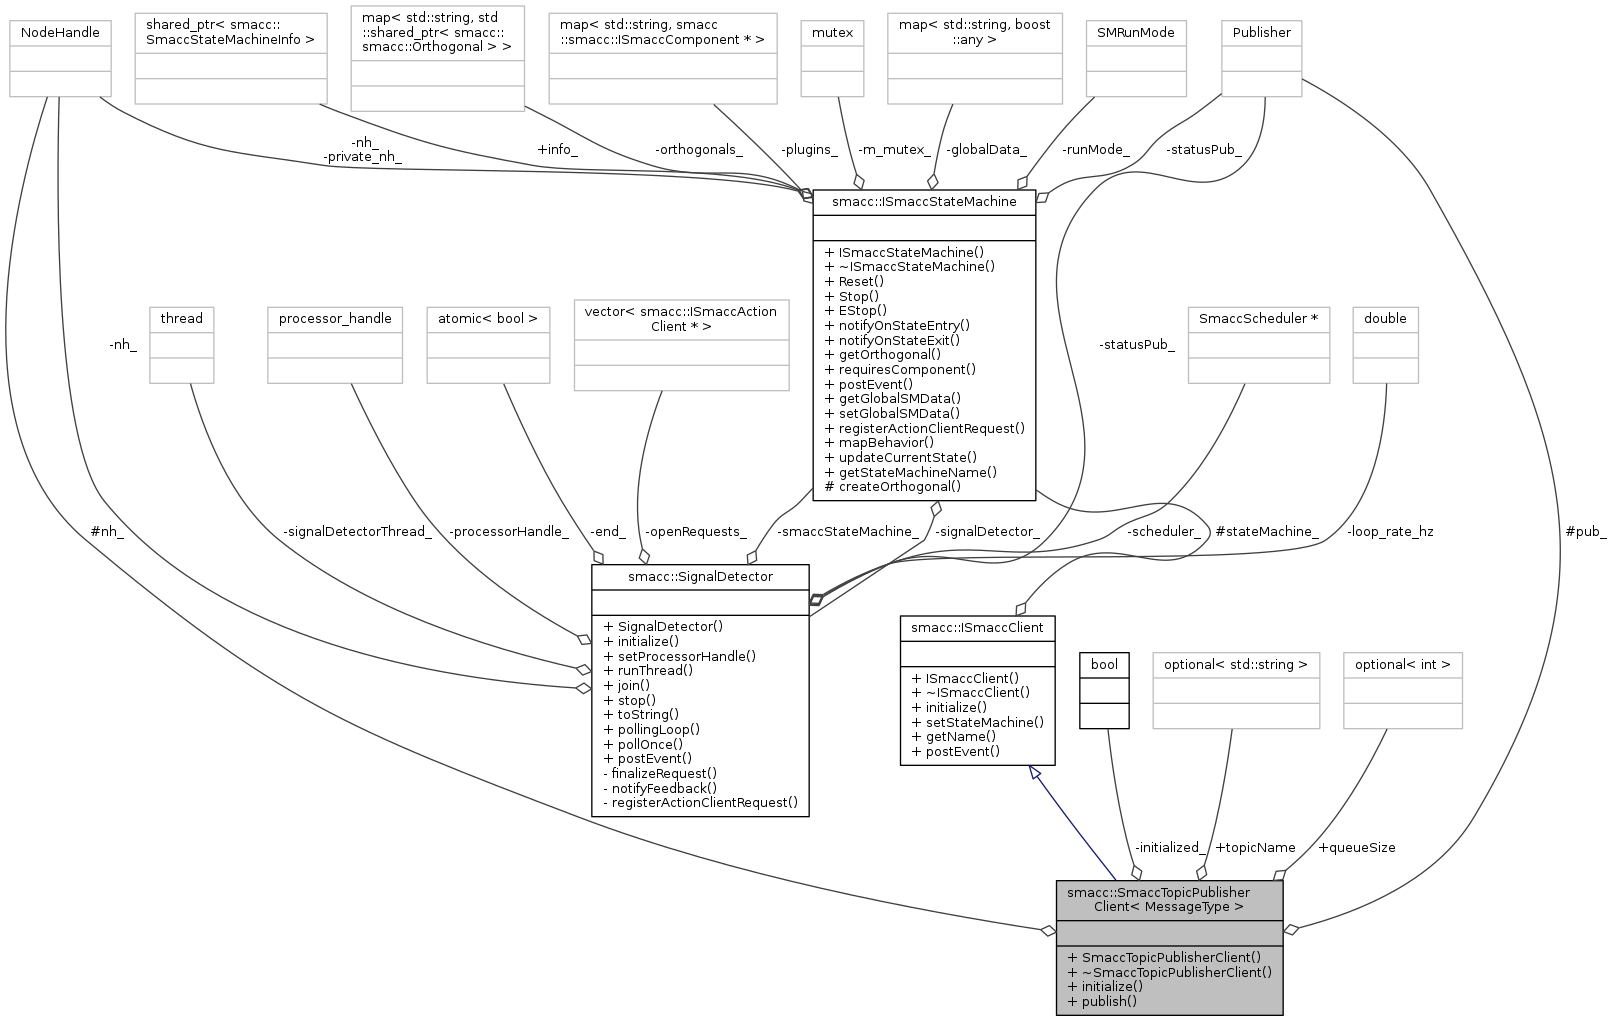 NodeHandle
shared_ptr< smacc::
SmaccStateMachineInfo >
map< std::string, std
::shared_ptr< smacc::
smacc::Orthogonal > >
map< std::string, smacc
::smacc::ISmaccComponent * >
mutex
map< std::string, boost
::any >
SMRunMode
Publisher
-nh_
-private_nh_
+info_
-orthogonals_
-plugins_
-m_mutex_
-globalData_
-runMode_
-statusPub_
smacc::ISmaccStateMachine
+ ISmaccStateMachine()
+ ~ISmaccStateMachine()
+ Reset()
+ Stop()
+ EStop()
+ notifyOnStateEntry()
+ notifyOnStateExit()
+ getOrthogonal()
+ requiresComponent()
+ postEvent()
+ getGlobalSMData()
+ setGlobalSMData()
+ registerActionClientRequest()
+ mapBehavior()
+ updateCurrentState()
+ getStateMachineName()
# createOrthogonal()
-nh_
thread
processor_handle
atomic< bool >
vector< smacc::ISmaccAction
Client * >
-statusPub_
SmaccScheduler *
double
#nh_
-signalDetectorThread_
-processorHandle_
-end_
-openRequests_
-smaccStateMachine_
-signalDetector_
-scheduler_
#stateMachine_
-loop_rate_hz
#pub_
smacc::SignalDetector
+ SignalDetector()
+ initialize()
+ setProcessorHandle()
+ runThread()
+ join()
+ stop()
+ toString()
+ pollingLoop()
+ pollOnce()
+ postEvent()
- finalizeRequest()
- notifyFeedback()
- registerActionClientRequest()
smacc::ISmaccClient
+ ISmaccClient()
+ ~ISmaccClient()
+ initialize()
+ setStateMachine()
+ getName()
+ postEvent()
bool
optional< std::string >
optional< int >
-initialized_
+topicName
+queueSize
smacc::SmaccTopicPublisher
Client< MessageType >
+ SmaccTopicPublisherClient()
+ ~SmaccTopicPublisherClient()
+ initialize()
+ publish()